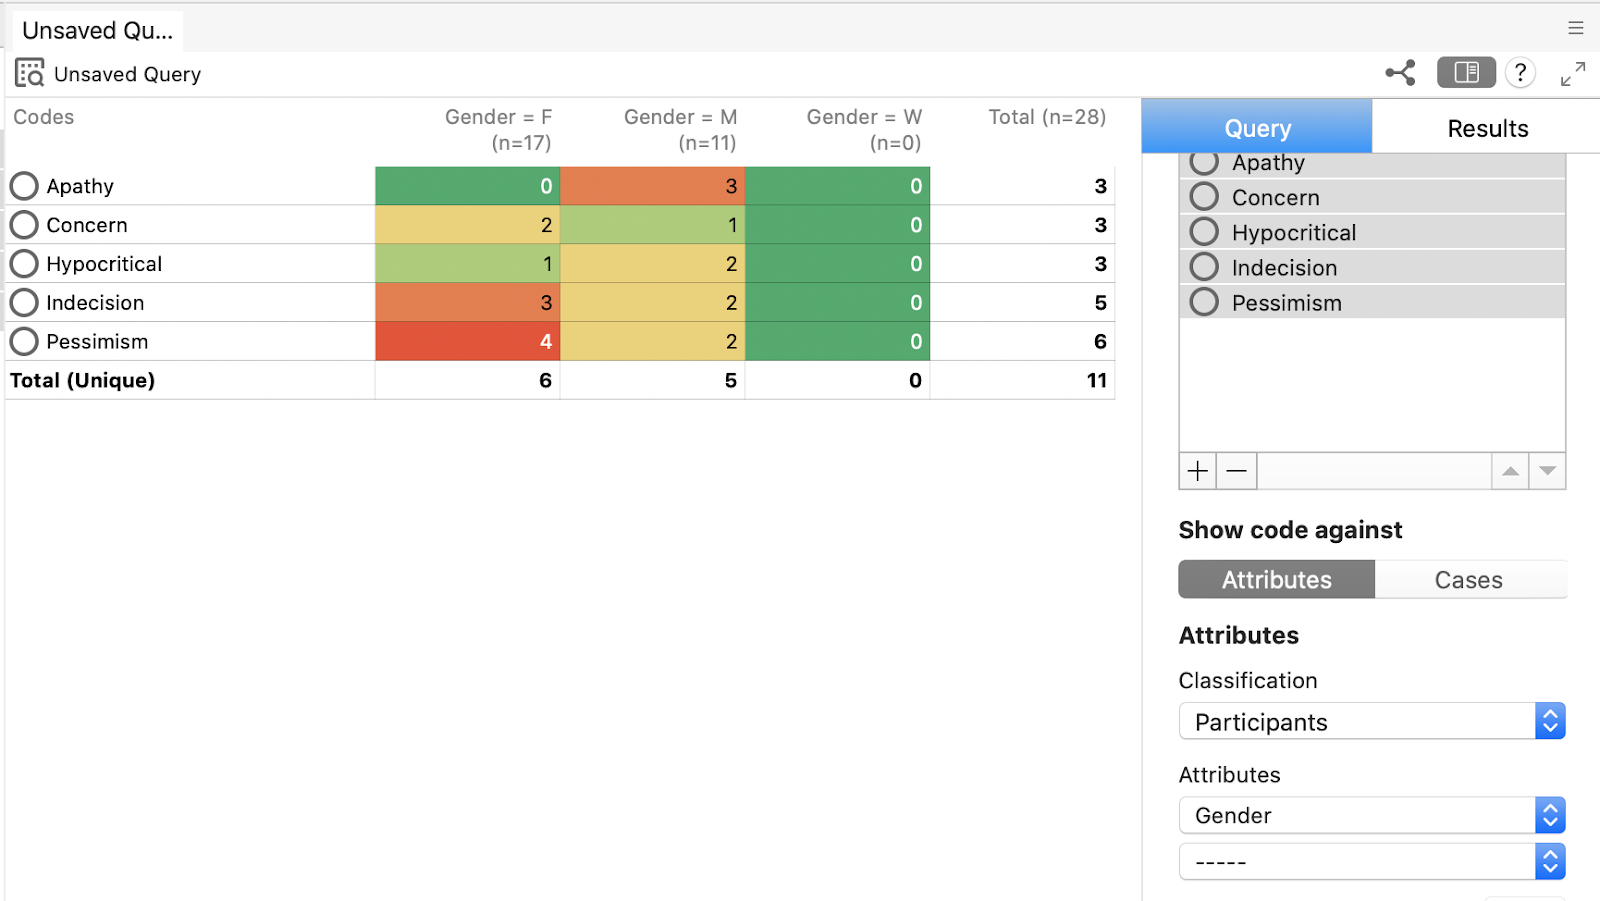 Unsaved Qu...
Unsaved Query
?
Codes Gender = F (n=17) Gender = M (n=11) Gender = W (n=0) Total (n=28)
Apathy 0 3 0 3
Concern 2 1 0 3
Hypocritical 1 2 0 3
Indecision 3 2 0 5
Pessimism 4 2 0 6
Total (Unique) 6 5 0 11
Query Results
Apathy
Concern
Hypocritical
Indecision
Pessimism
Show code against
Attributes Cases
Attributes
Classification
Participants
Attributes
Gender
-----